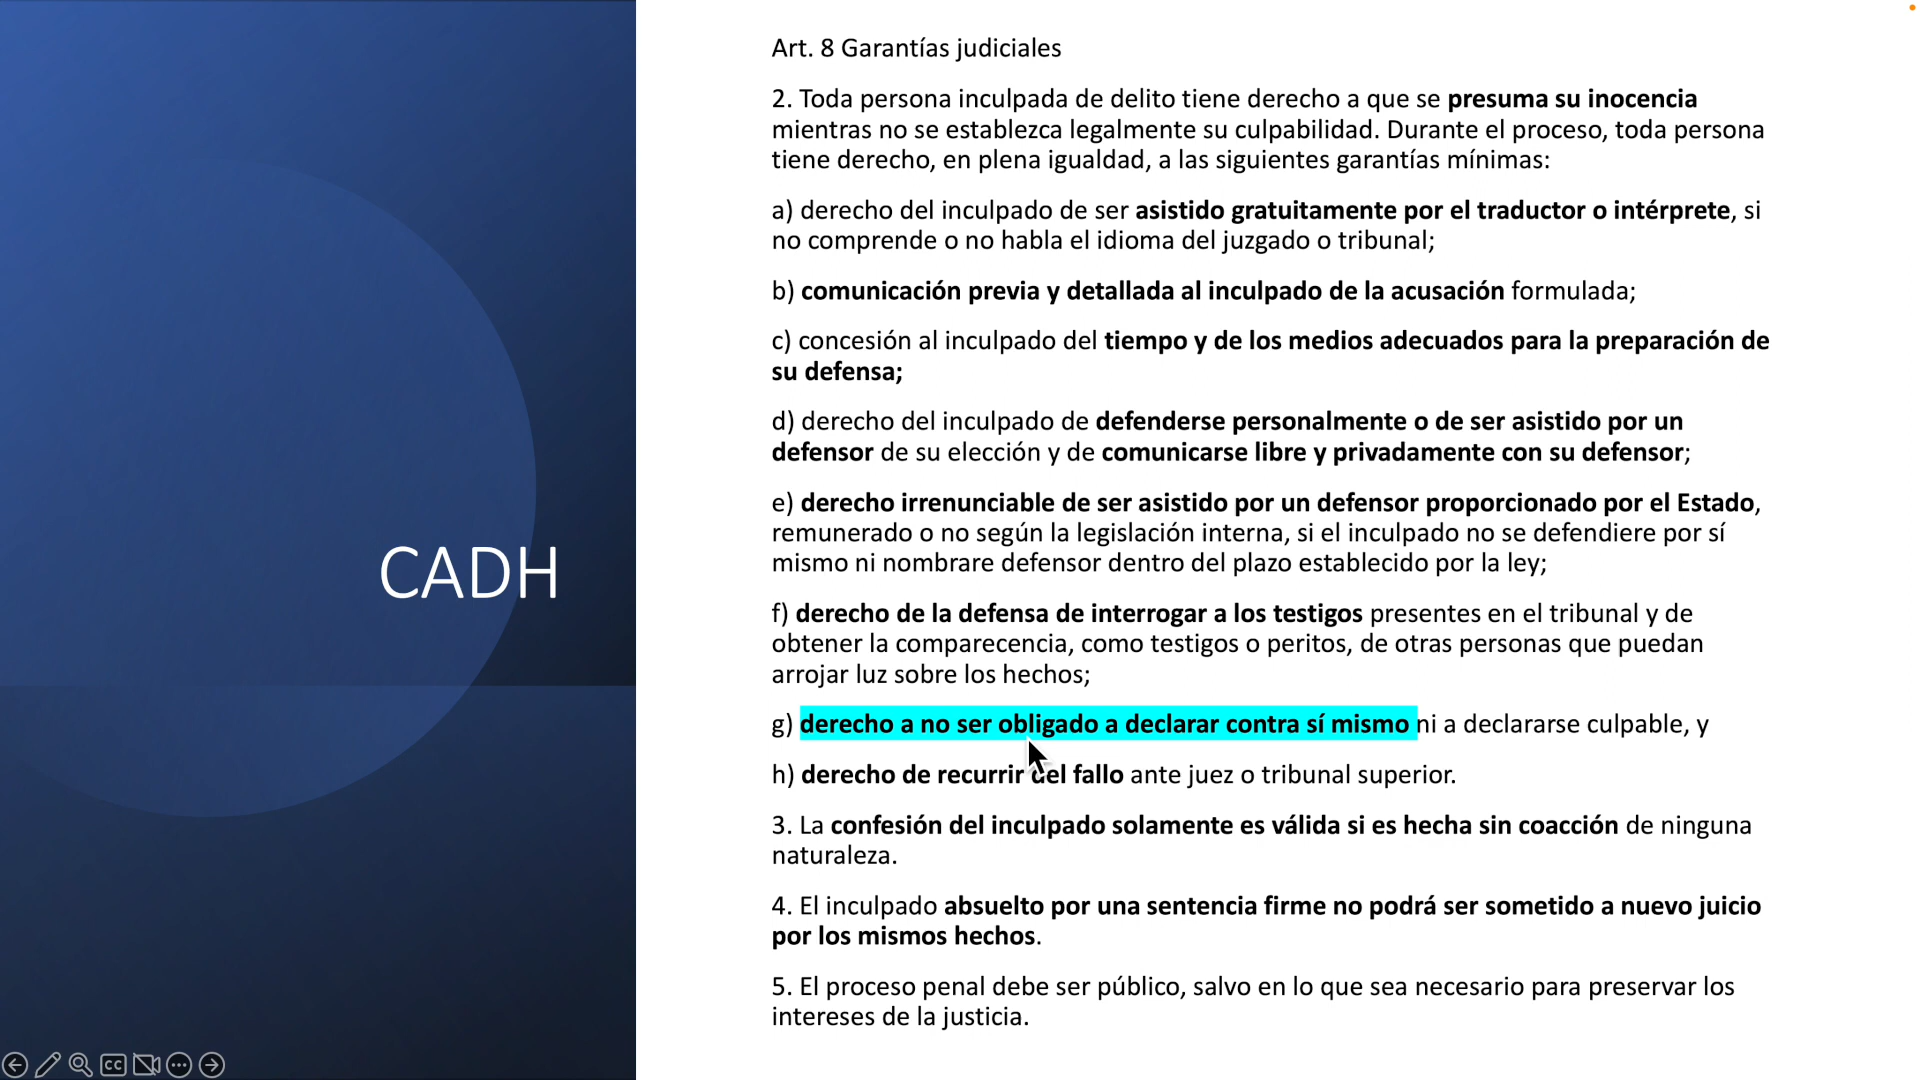 CADH
Art. 8 Garantías judiciales
2. Toda persona inculpada de delito tiene derecho a que se presuma su inocencia
mientras no se establezca legalmente su culpabilidad. Durante el proceso, toda persona
tiene derecho, en plena igualdad, a las siguientes garantías mínimas:
a) derecho del inculpado de ser asistido gratuitamente por el traductor o intérprete, si
no comprende o no habla el idioma del juzgado o tribunal;
b) comunicación previa y detallada al inculpado de la acusación formulada;
c) concesión al inculpado del tiempo y de los medios adecuados para la preparación de
su defensa;
d) derecho del inculpado de defenderse personalmente o de ser asistido por un
defensor de su elección y de comunicarse libre y privadamente con su defensor;
e) derecho irrenunciable de ser asistido por un defensor proporcionado por el Estado,
remunerado o no según la legislación interna, si el inculpado no se defendiere por sí
mismo ni nombrare defensor dentro del plazo establecido por la ley;
f) derecho de la defensa de interrogar a los testigos presentes en el tribunal y de
obtener la comparecencia, como testigos o peritos, de otras personas que puedan
arrojar luz sobre los hechos;
g) derecho a no ser obligado a declarar contra sí mismo ni a declararse culpable, y
h) derecho de recurrir del fallo ante juez o tribunal superior.
3. La confesión del inculpado solamente es válida si es hecha sin coacción de ninguna
naturaleza.
4. El inculpado absuelto por una sentencia firme no podrá ser sometido a nuevo juicio
por los mismos hechos.
5. El proceso penal debe ser público, salvo en lo que sea necesario para preservar los
intereses de la justicia.
CC